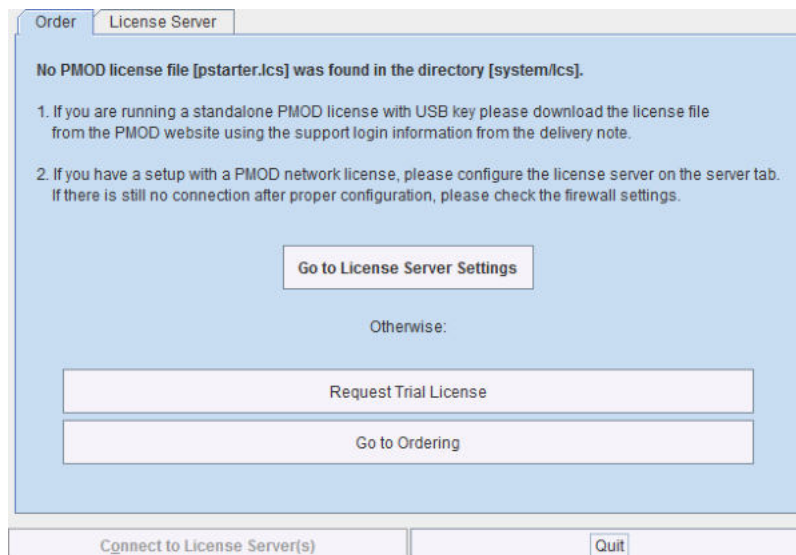 Order License Server
No PMOD license file [pstarter.lcs] was found in the directory [system/lcs].
1. If you are running a standalone PMOD license with USB key please download the license file
from the PMOD website using the support login information from the delivery note.
2. If you have a setup with a PMOD network license, please configure the license server on the server tab.
If there is still no connection after proper configuration, please check the firewall settings.
Go to License Server Settings
Otherwise:
Request Trial License
Go to Ordering
Connect to License Server(s) Quit